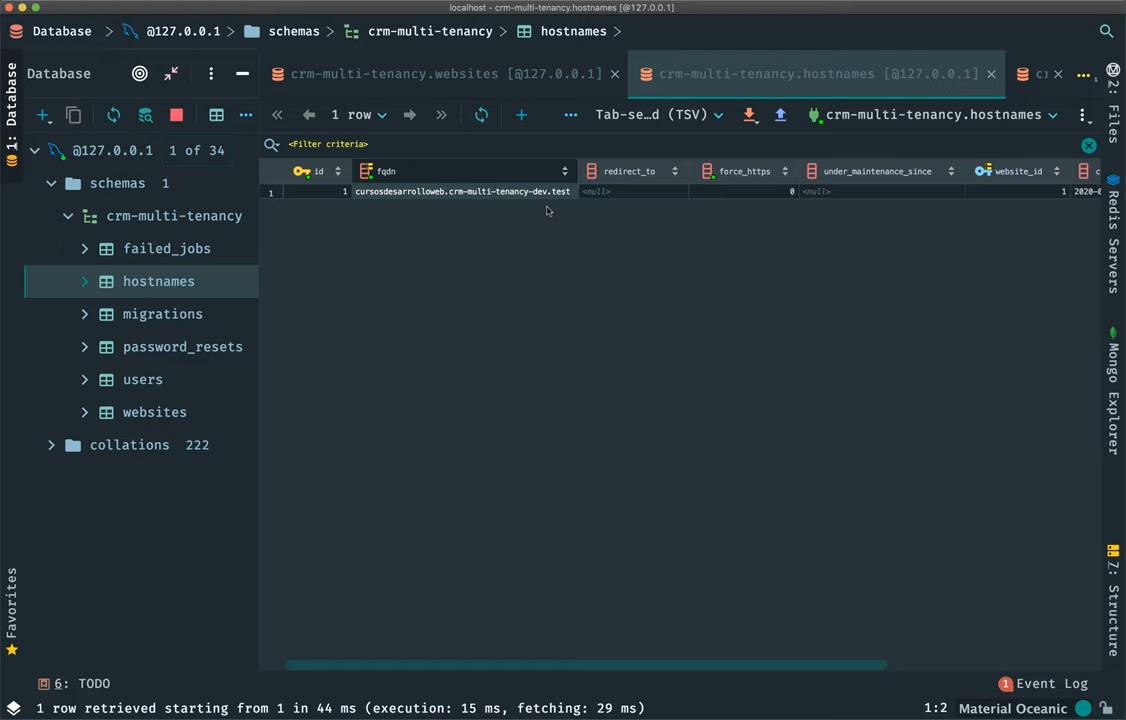 localhost - crm-multi-tenancy.hostnames [@127.0.0.1]
Database > @127.0.0.1 > schemas > crm-multi-tenancy > hostnames >
1: Database
Database
crm-multi-tenancy.websites [@127.0.0.1]
crm-multi-tenancy.hostnames [@127.0.0.1]
1 row
Tab-se…d (TSV)
crm-multi-tenancy.hostnames
<Filter criteria>
@127.0.0.1 1 of 34
schemas 1
crm-multi-tenancy
failed_jobs
hostnames
migrations
password_resets
users
websites
collations 222
id fqdn redirect_to force_https under_maintenance_since website_id
1 1 cursosdesarrolloweb.crm-multi-tenancy-dev.test <null> 0 <null> 1 2020-0
2: Files
Redis Servers
Mongo Explorer
Z: Structure
Favorites
6: TODO
1 Event Log
1 row retrieved starting from 1 in 44 ms (execution: 15 ms, fetching: 29 ms)
1:2 Material Oceanic